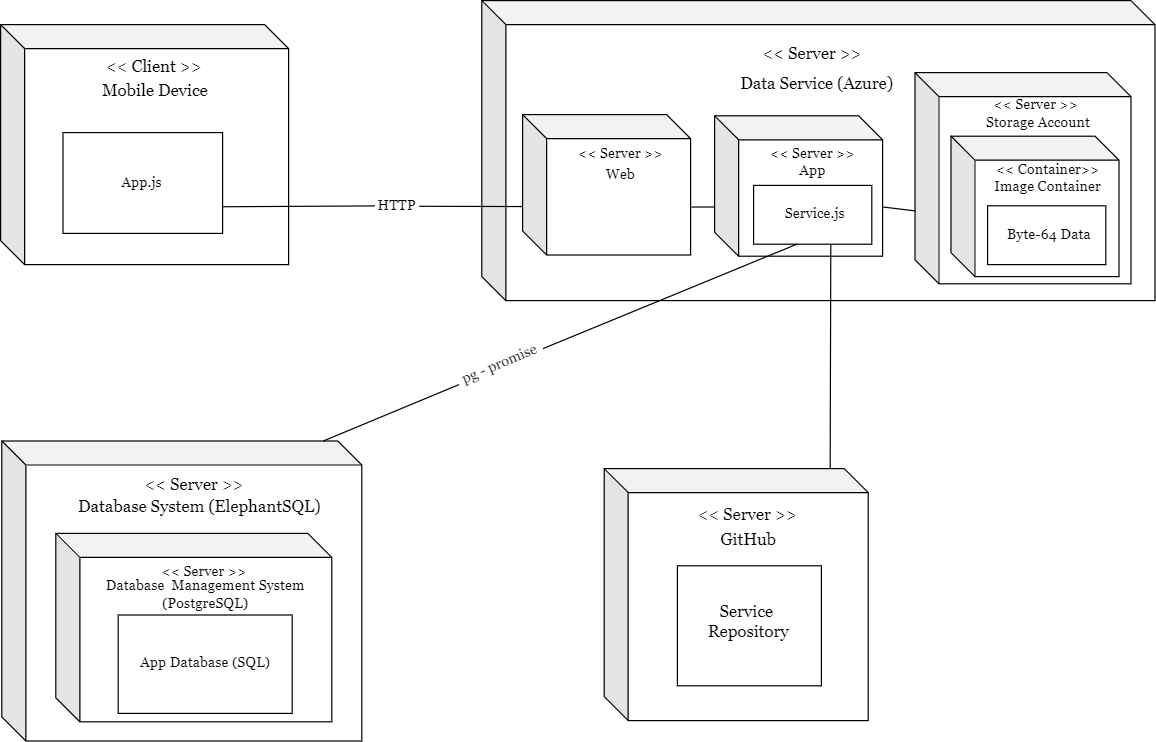 << Client >>
Mobile Device
App.js
HTTP
<< Server >>
Data Service (Azure)
<< Server >>
Web
<< Server >>
App
Service.js
<< Server >>
Storage Account
<< Container>>
Image Container
Byte-64 Data
pg - promise
<< Server >>
Database System (ElephantSQL)
<< Server >>
Database Management System
(PostgreSQL)
App Database (SQL)
<< Server >>
GitHub
Service
Repository